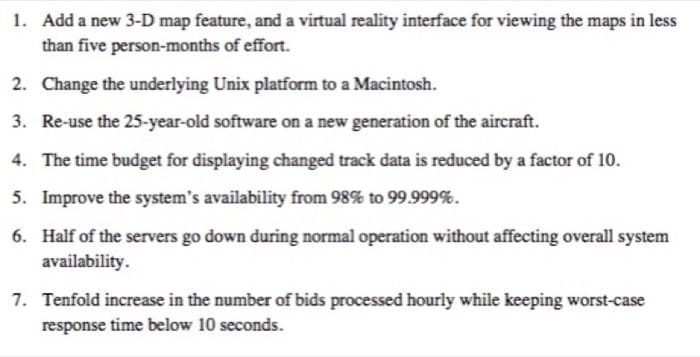 1. Add a new 3-D map feature, and a virtual reality interface for viewing the maps in less
than five person-months of effort.
2. Change the underlying Unix platform to a Macintosh.
3. Re-use the 25-year-old software on a new generation of the aircraft.
4. The time budget for displaying changed track data is reduced by a factor of 10.
5. Improve the system's availability from 98% to 99.999%.
6. Half of the servers go down during normal operation without affecting overall system
availability.
7. Tenfold increase in the number of bids processed hourly while keeping worst-case
response time below 10 seconds.